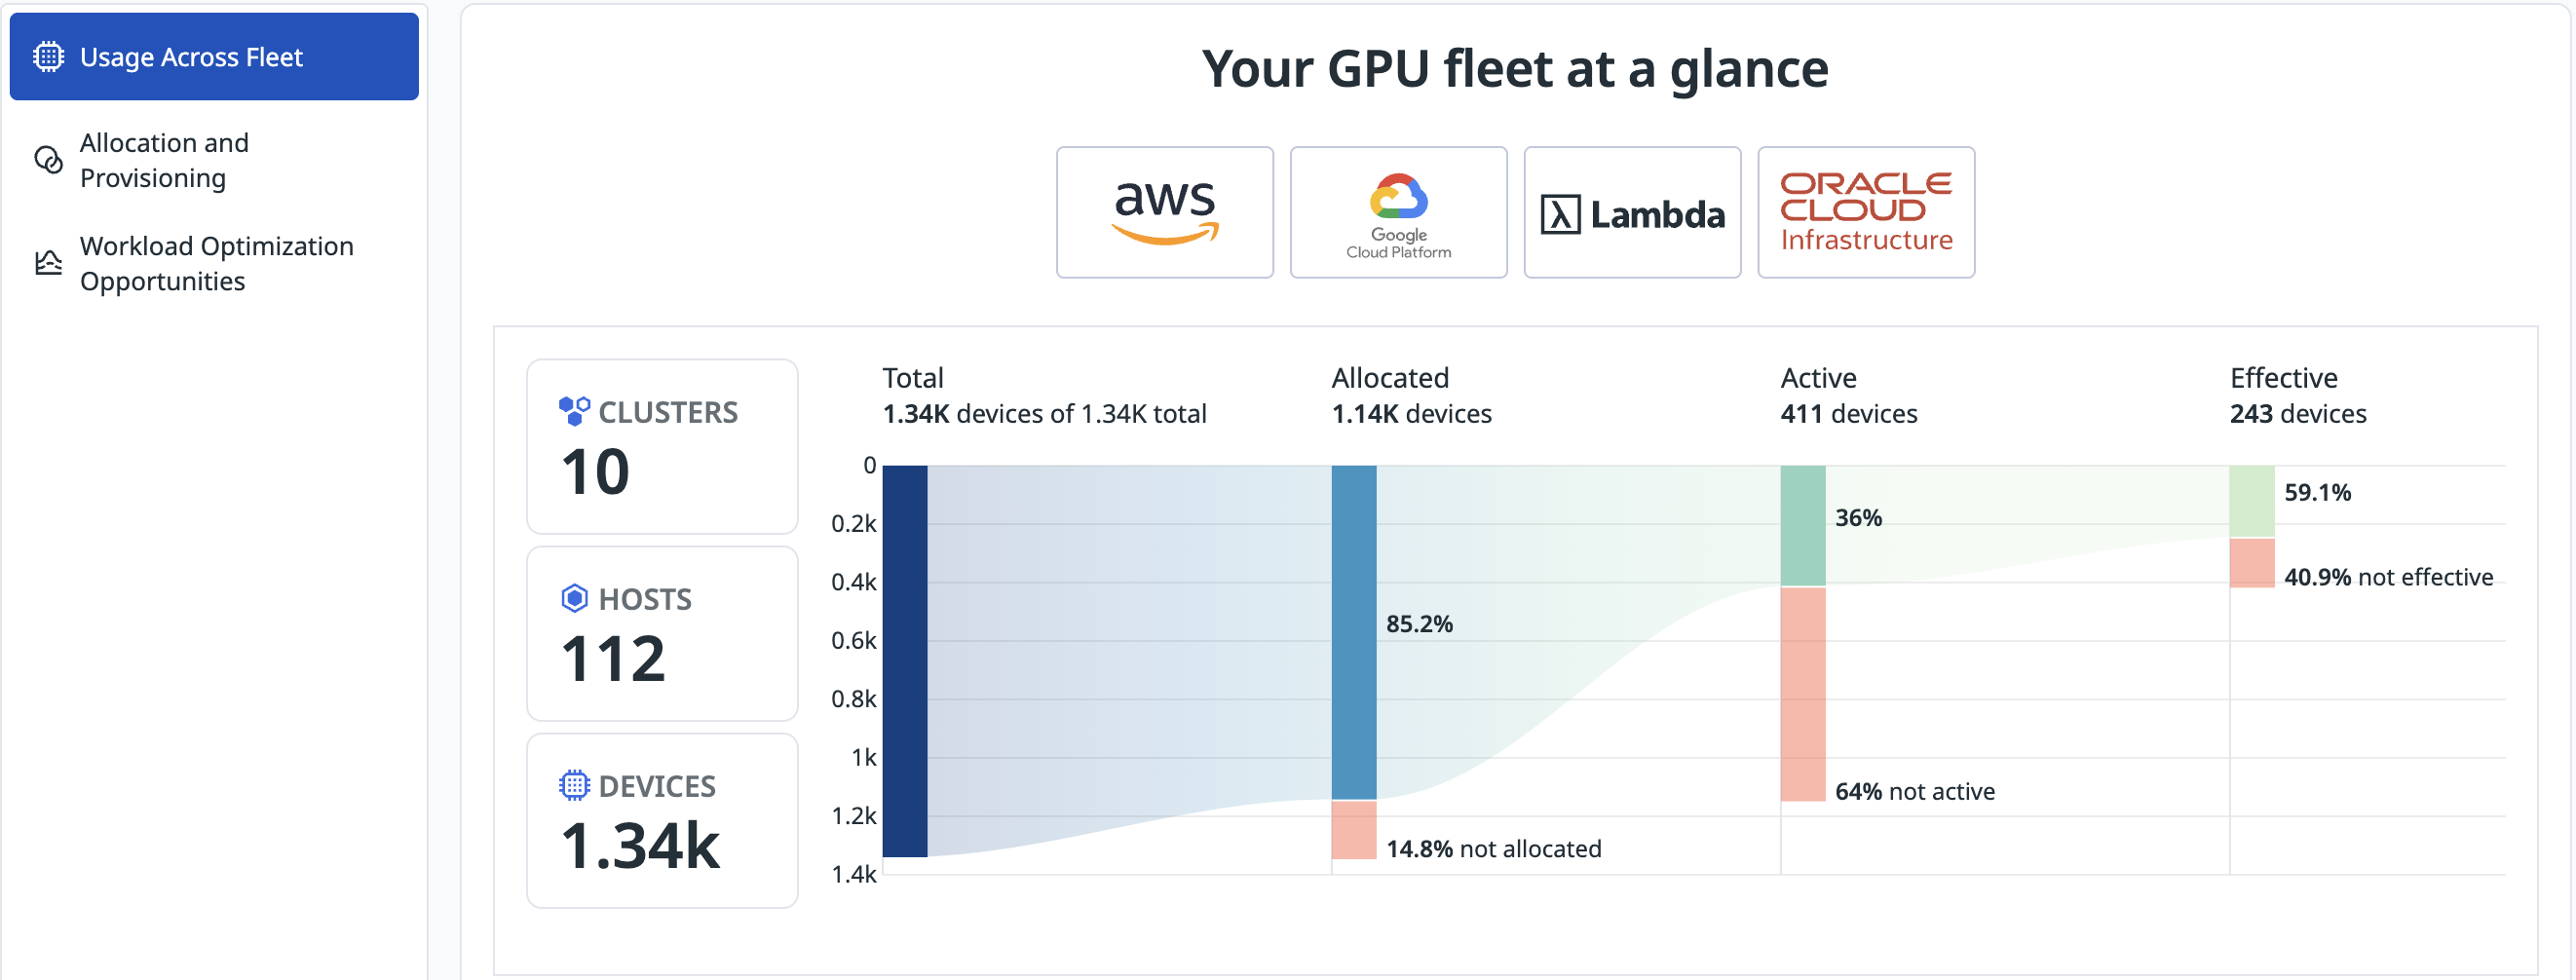 Usage Across Fleet
Allocation and
Provisioning
Workload Optimization
Opportunities
Your GPU fleet at a glance
aws
Google
Cloud Platform
Lambda
ORACLE
CLOUD
Infrastructure
CLUSTERS
10
HOSTS
112
DEVICES
1.34k
Total
1.34K devices of 1.34K total
Allocated
1.14K devices
Active
411 devices
Effective
243 devices
0
0.2k
0.4k
0.6k
0.8k
1k
1.2k
1.4k
85.2%
14.8% not allocated
36%
64% not active
59.1%
40.9% not effective